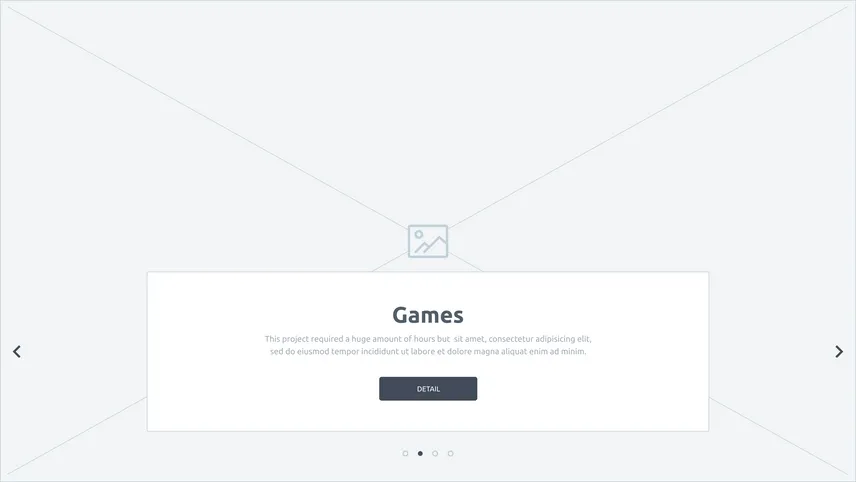 Games
This project required a huge amount of hours but  sit amet, consectetur adipisicing elit,
sed do eiusmod tempor incididunt ut labore et dolore magna aliquat enim ad minim.
DETAIL